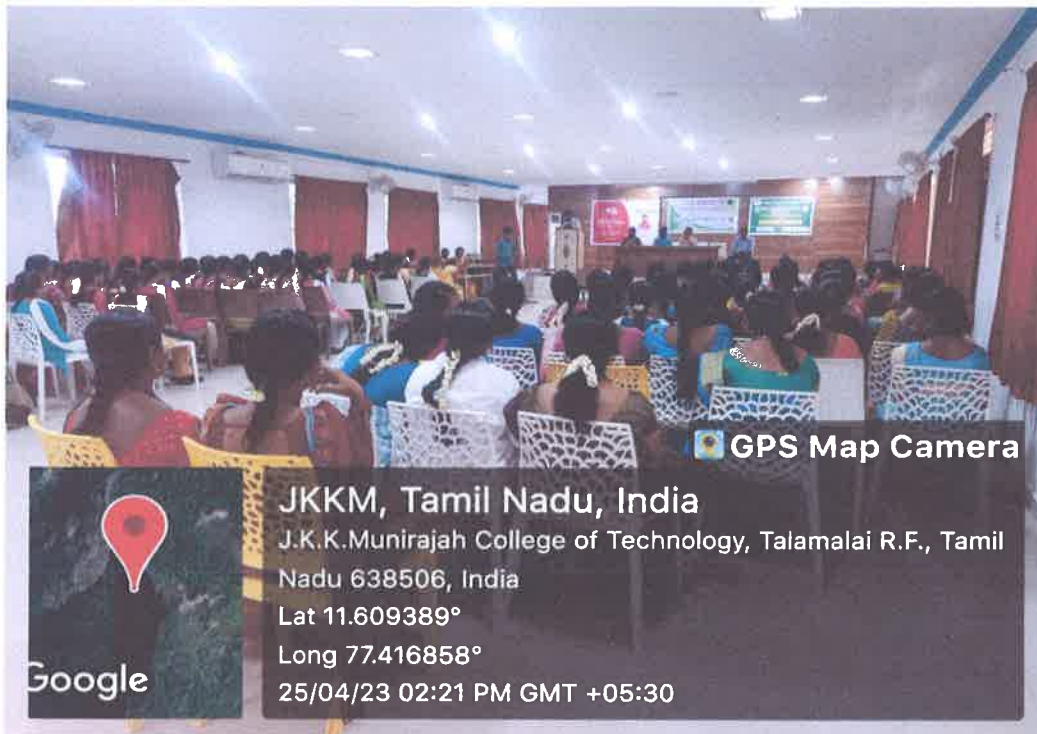 GPS Map Camera
JKKM, Tamil Nadu, India
J.K.K.Munirajah College of Technology, Talamalai R.F., Tamil
Nadu 638506, India
Lat 11.609389°
Long 77.416858°
25/04/23 02:21 PM GMT +05:30
Google